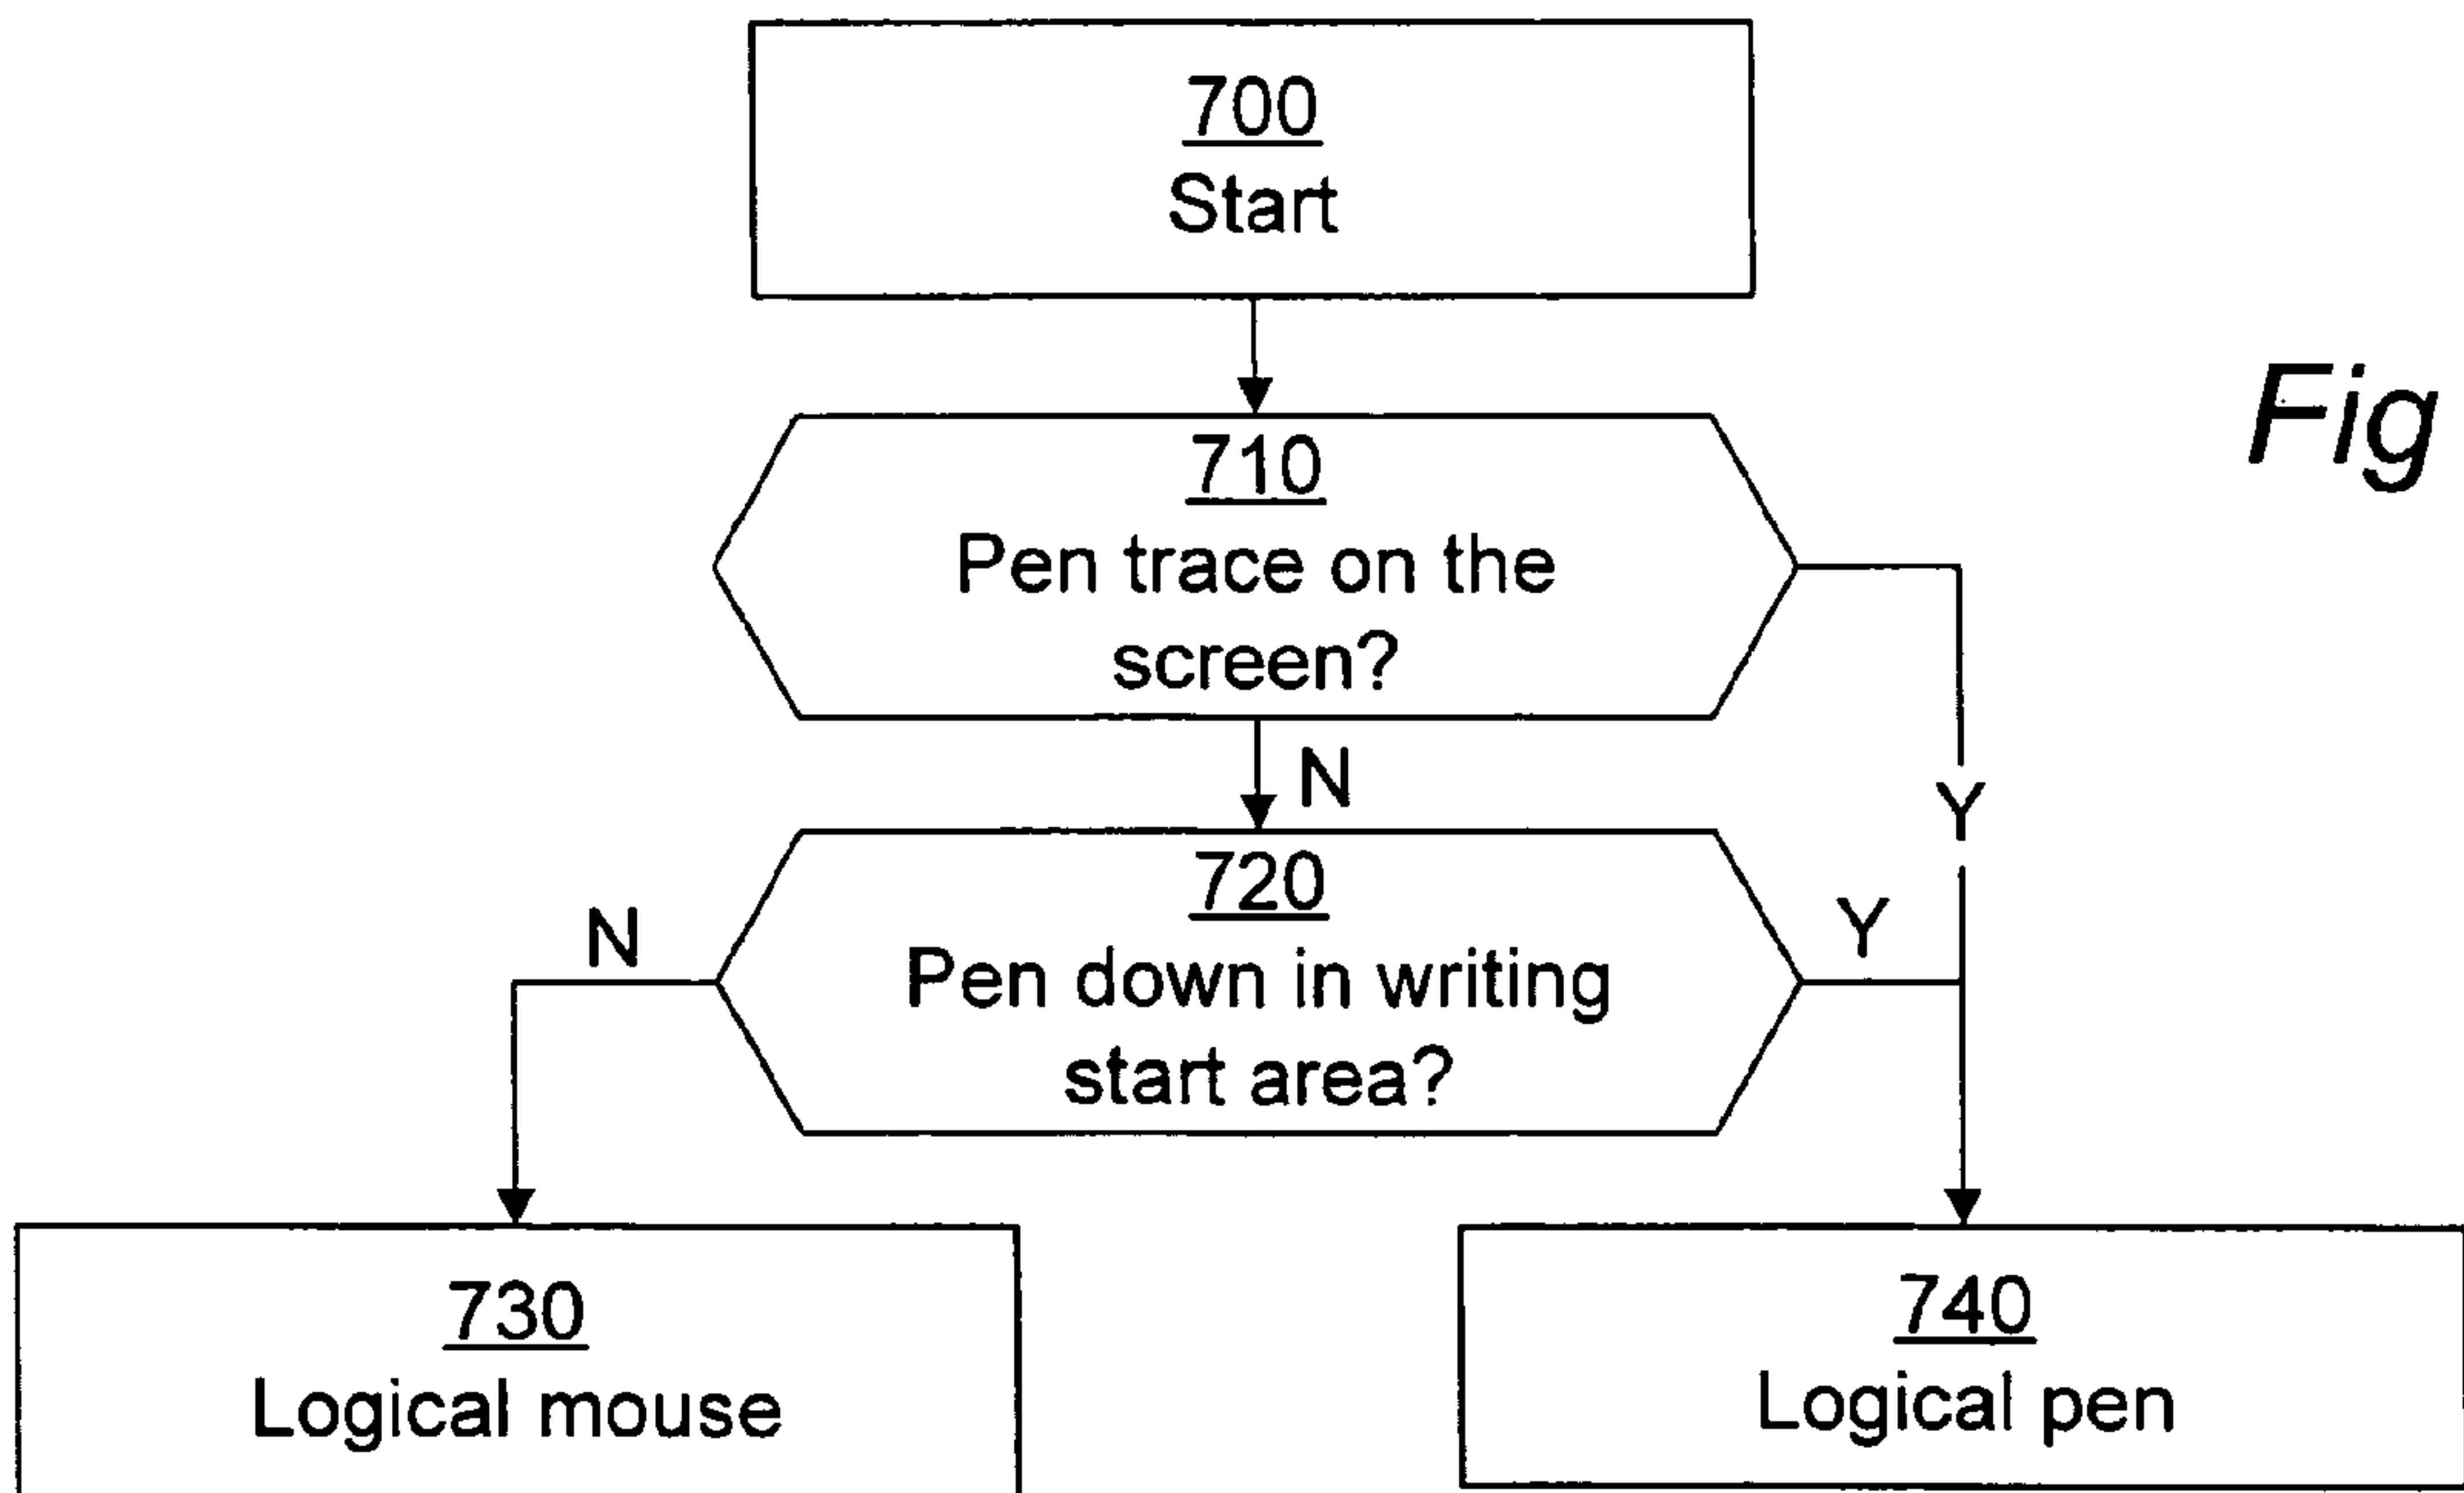 700
Start
Fig
710
Pen trace on the
screen?
N
Y
720
Pen down in writing
start area?
N
Y
730
Logical mouse
740
Logical pen